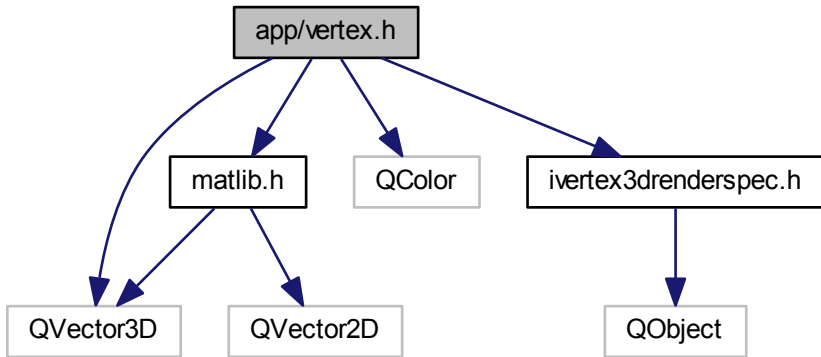 app/vertex.h
matlib.h
QColor
ivertex3drenderspec.h
QVector3D
QVector2D
QObject